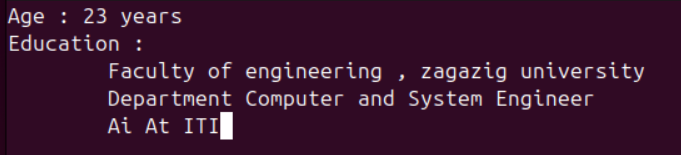 Age : 23 years
Education :
Faculty of engineering , zagazig university
Department Computer and System Engineer
Ai At ITI